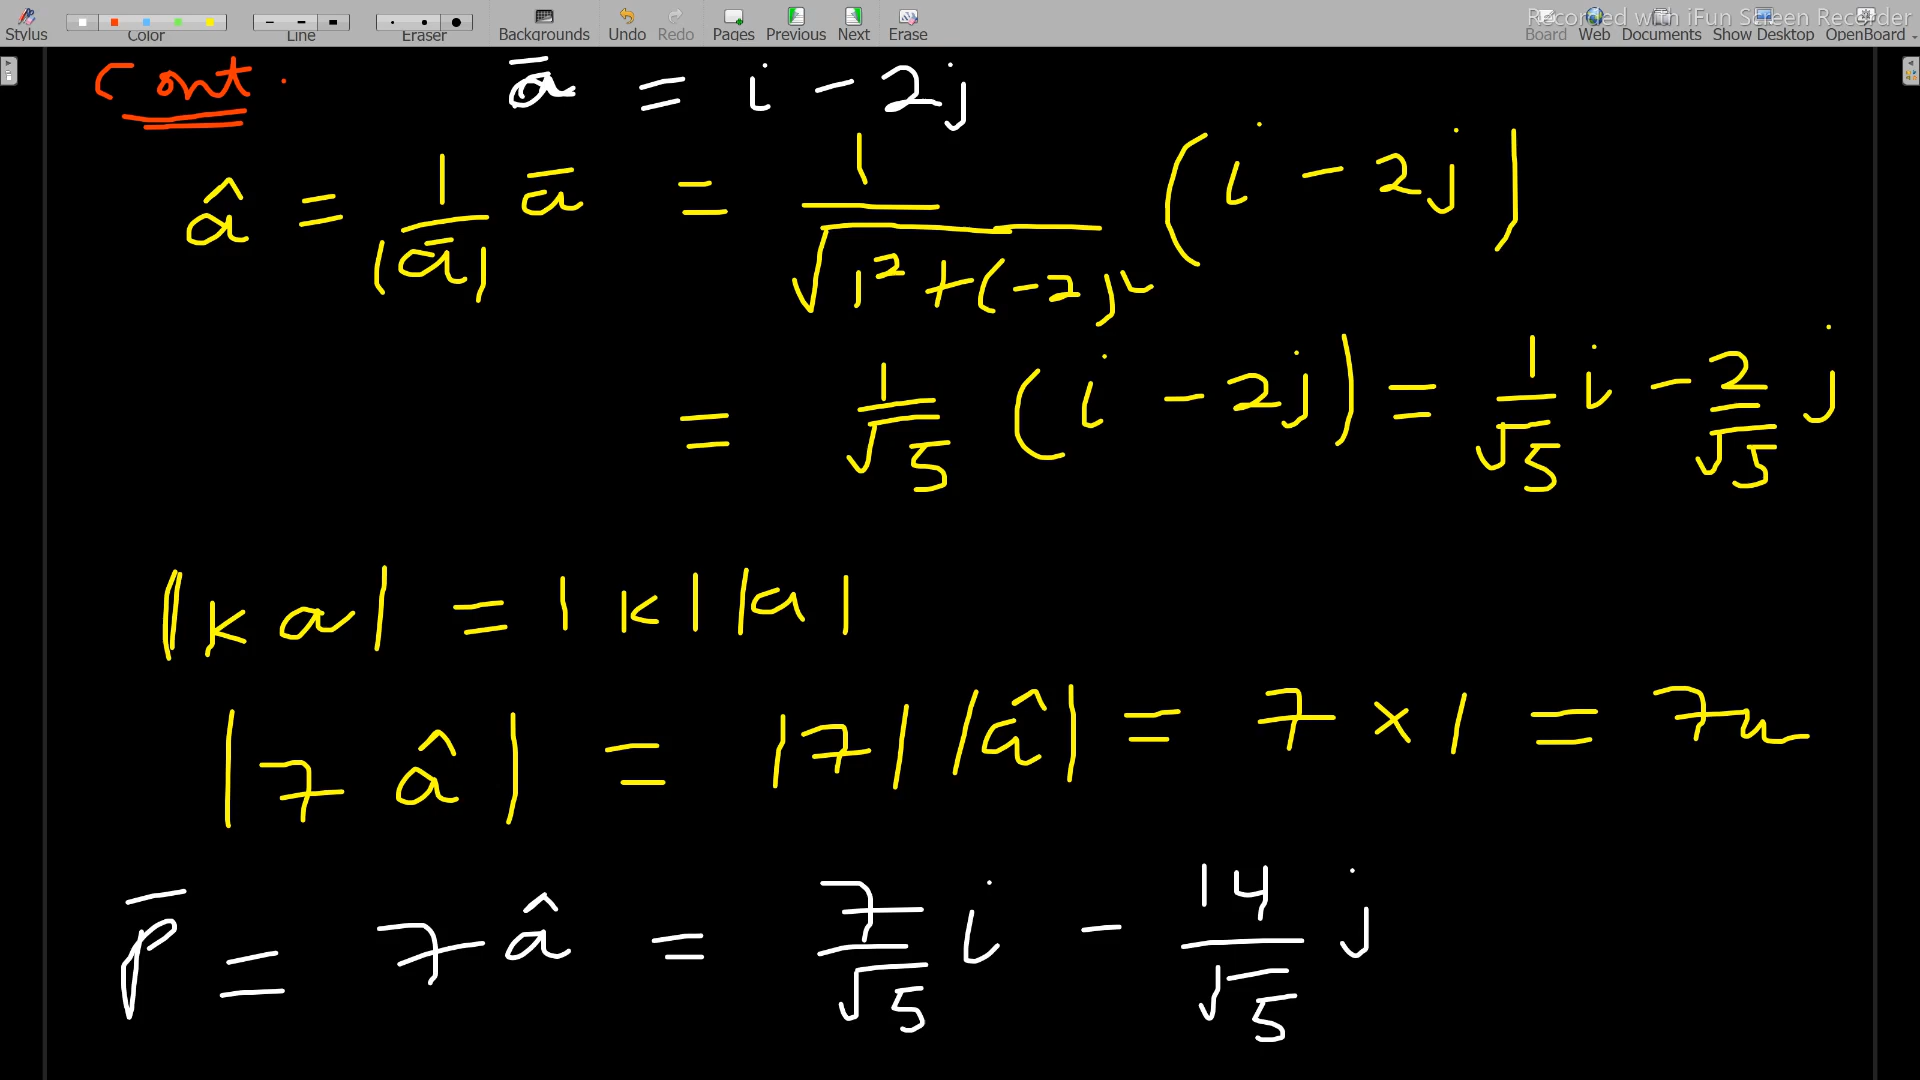 Recorded with iFun Screen Recorder
Stylus Color Line Eraser Backgrounds Undo Redo Pages Previous Next Erase Board Web Documents Show Desktop OpenBoard
Cont. ā = i - 2j
â = 1/|ā| ā = 1/√(1²+(-2)²) (i - 2j)
= 1/√5 (i - 2j) = 1/√5 i - 2/√5 j
|ka| = |k| |a|
|7 â| = |7| |â| = 7 × 1 = 7u
p̄ = 7 â = 7/√5 i - 14/√5 j